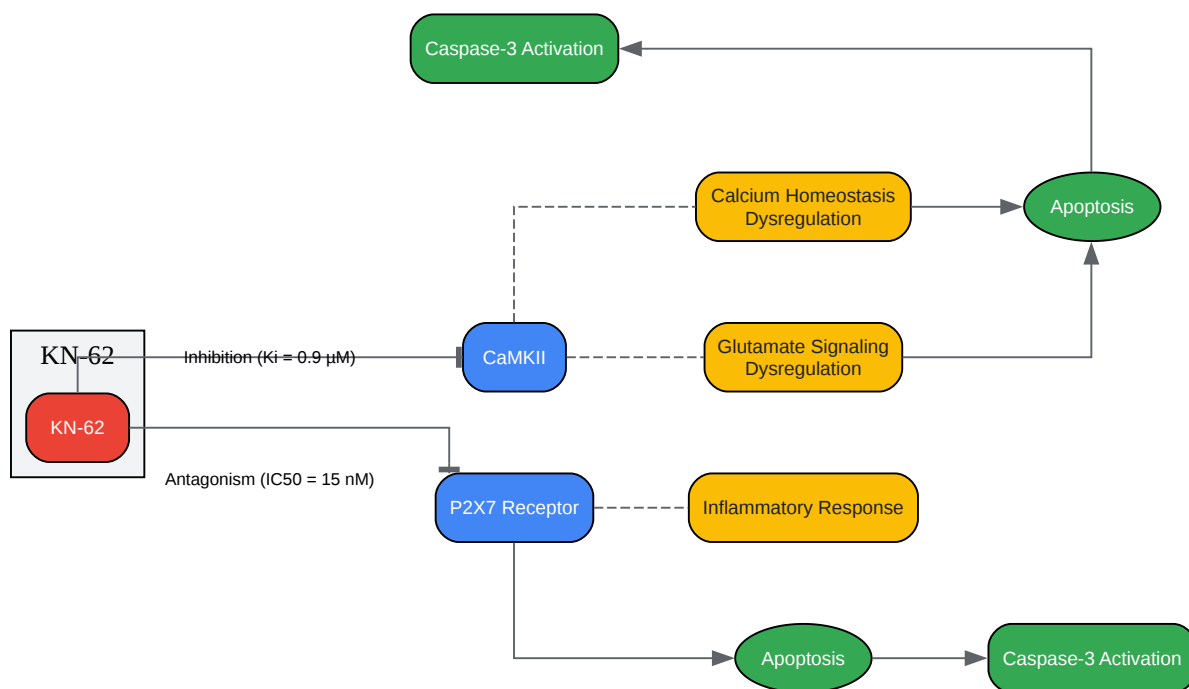 Caspase-3 Activation
Calcium Homeostasis
Dysregulation
Apoptosis
KN-62
Inhibition (Ki = 0.9 µM)
CaMKII
Glutamate Signaling
Dysregulation
KN-62
Antagonism (IC50 = 15 nM)
P2X7 Receptor
Inflammatory Response
Apoptosis
Caspase-3 Activation